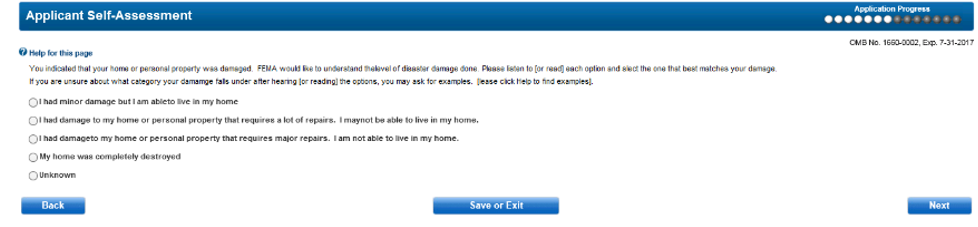 Applicant Self-Assessment
Application Progress
OMB No. 1660-0002, Exp. 7-31-2017
Help for this page
You indicated that your home or personal property was damaged. FEMA would like to understand thelevel of disaster damage done. Please listen to [or read] each option and slect the one that best matches your damage.
If you are unsure about what category your damamge falls under after hearing [or reading] the options, you may ask for examples. [lease click Help to find examples].
I had minor damage but I am ableto live in my home
I had damage to my home or personal property that requires a lot of repairs. I maynot be able to live in my home.
I had damageto my home or personal property that requires major repairs. I am not able to live in my home.
My home was completely destroyed
Unknown
Back
Save or Exit
Next